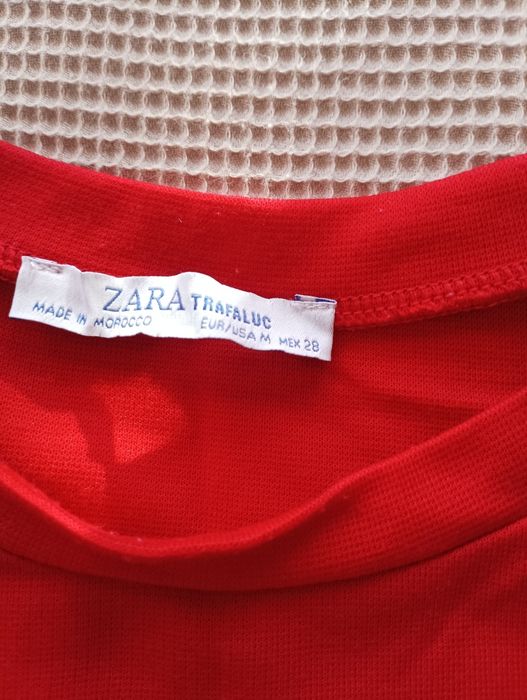 ZARA TRAFALUC
MADE IN MOROCCO EUR/USA M MEX 28